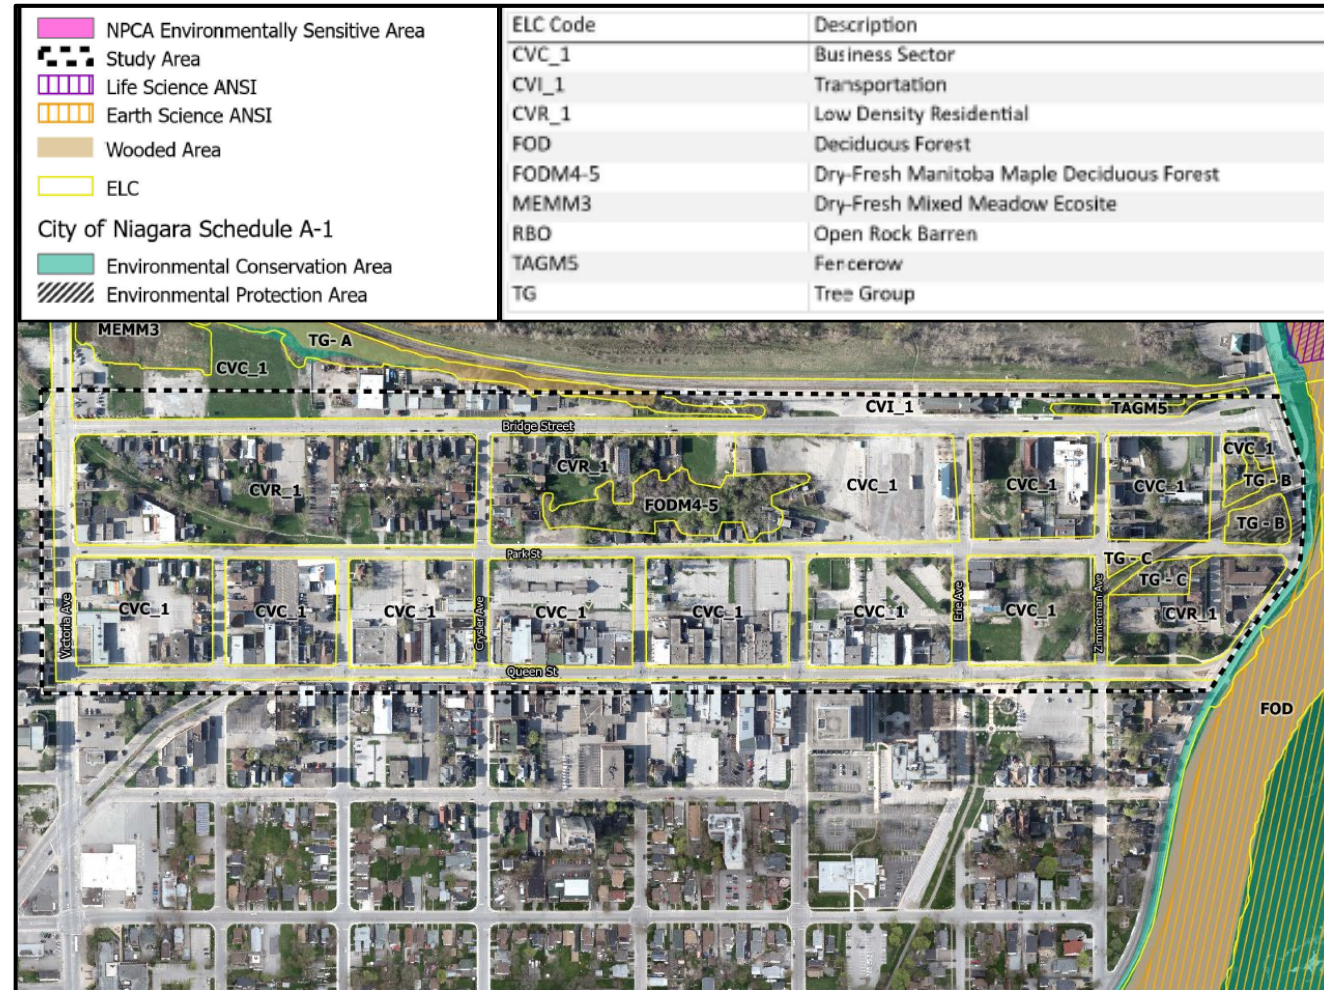 NPCA Environmentally Sensitive Area
Study Area
Life Science ANSI
Earth Science ANSI
Wooded Area
ELC
City of Niagara Schedule A-1
Environmental Conservation Area
Environmental Protection Area
ELC Code Description
CVC_1 Business Sector
CVI_1 Transportation
CVR_1 Low Density Residential
FOD Deciduous Forest
FODM4-5 Dry-Fresh Manitoba Maple Deciduous Forest
MEMM3 Dry-Fresh Mixed Meadow Ecosite
RBO Open Rock Barren
TAGM5 Fencerow
TG Tree Group
MEMM3
TG- A
CVC_1
CVI_1
TAGM5
Bridge Street
CVC_1
CVR_1
TG - B
CVR_1
CVC_1
CVC_1
CVC_1
FODM4-5
TG - B
Park St
TG - C
TG - C
Victoria Ave
CVC_1
CVC_1
CVC_1
Crysler Ave
CVC_1
CVC_1
CVC_1
Erie Ave
CVC_1
Zimmerman Ave
CVR_1
Queen St
FOD